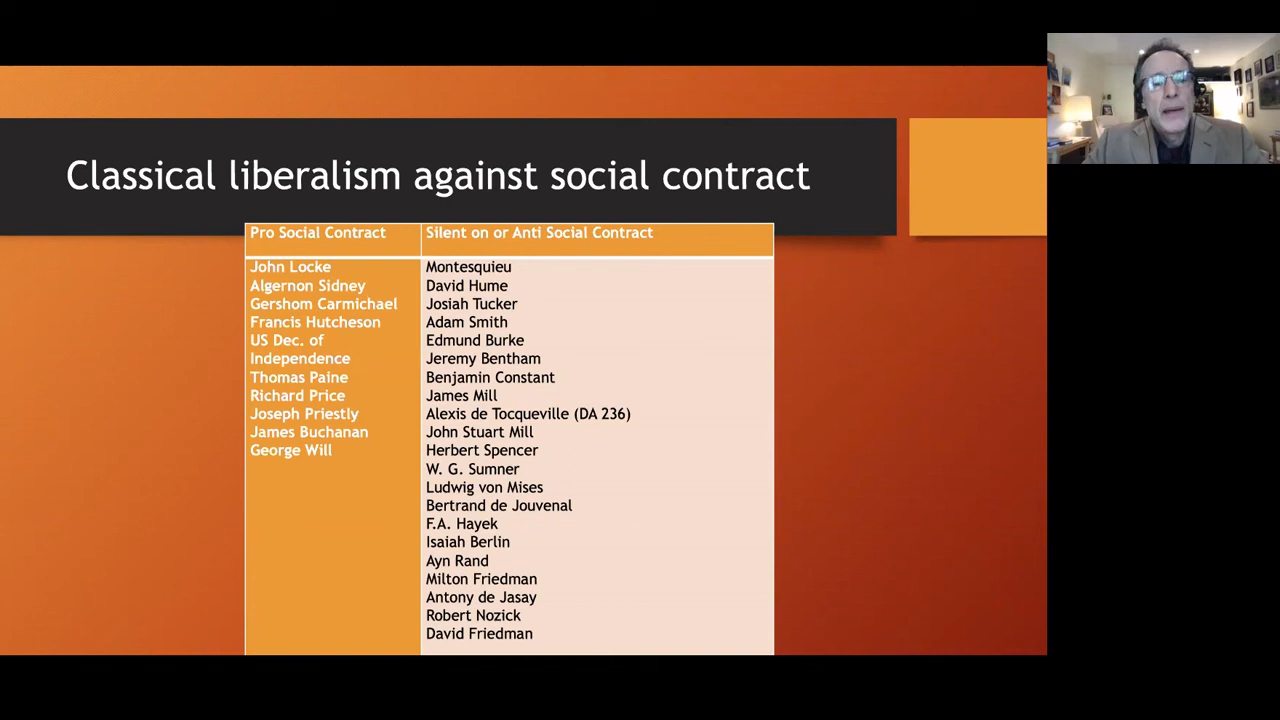 Classical liberalism against social contract
Pro Social Contract
John Locke
Algernon Sidney
Gershom Carmichael
Francis Hutcheson
US Dec. of
Independence
Thomas Paine
Richard Price
Joseph Priestly
James Buchanan
George Will
Silent on or Anti Social Contract
Montesquieu
David Hume
Josiah Tucker
Adam Smith
Edmund Burke
Jeremy Bentham
Benjamin Constant
James Mill
Alexis de Tocqueville (DA 236)
John Stuart Mill
Herbert Spencer
W. G. Sumner
Ludwig von Mises
Bertrand de Jouvenal
F.A. Hayek
Isaiah Berlin
Ayn Rand
Milton Friedman
Antony de Jasay
Robert Nozick
David Friedman